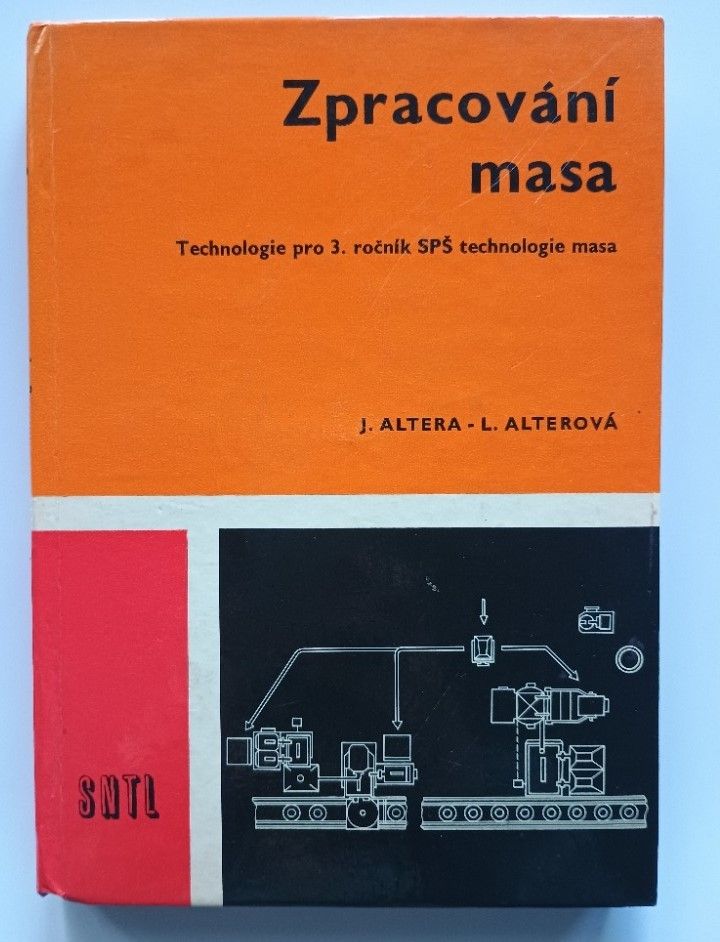 Zpracování
masa
Technologie pro 3. ročník SPŠ technologie masa
J. ALTERA - L. ALTEROVÁ
SNTL